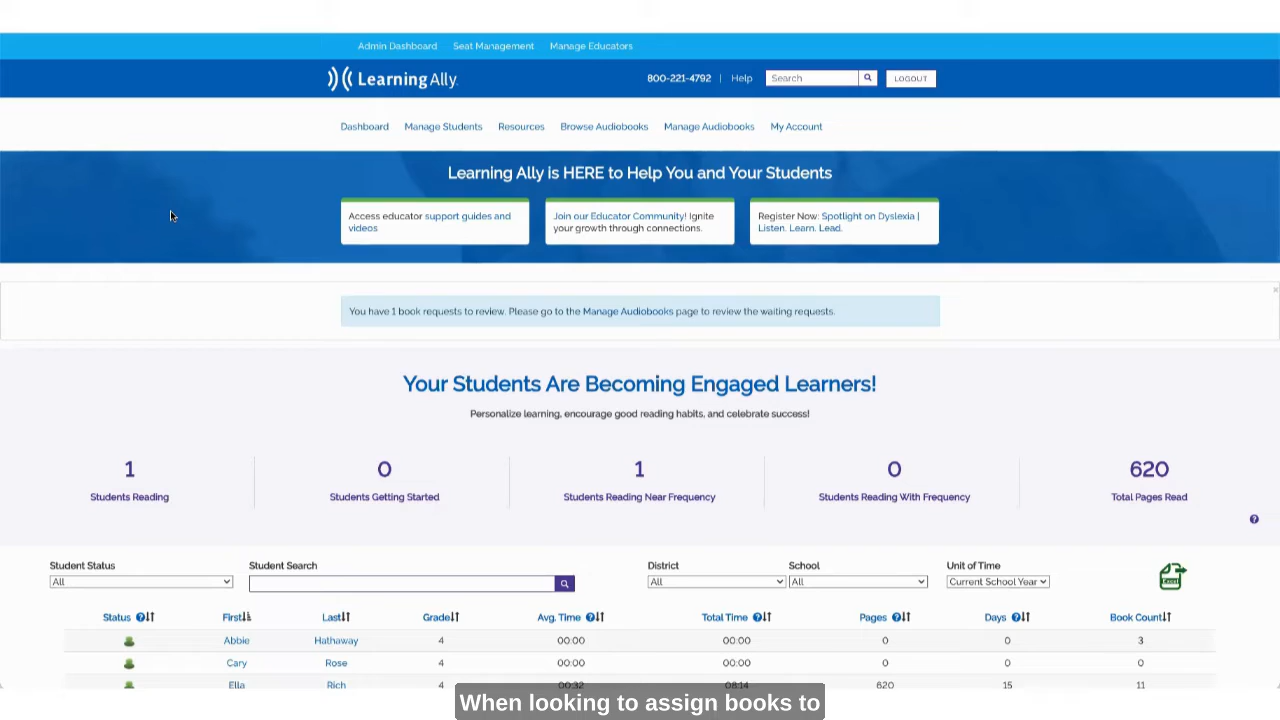 Admin Dashboard Seat Management Manage Educators
LearningAlly 800-221-4792 | Help Search LOGOUT
Dashboard Manage Students Resources Browse Audiobooks Manage Audiobooks My Account
Learning Ally is HERE to Help You and Your Students
Access educator support guides and videos
Join our Educator Community! Ignite your growth through connections.
Register Now: Spotlight on Dyslexia | Listen. Learn. Lead.
You have 1 book requests to review. Please go to the Manage Audiobooks page to review the waiting requests.
Your Students Are Becoming Engaged Learners!
Personalize learning, encourage good reading habits, and celebrate success!
1 0 1 0 620
Students Reading Students Getting Started Students Reading Near Frequency Students Reading With Frequency Total Pages Read
Student Status Student Search District School Unit of Time
All All All Current School Year
Status First Last Grade Avg. Time Total Time Pages Days Book Count
Abbie Hathaway 4 00:00 00:00 0 0 3
Cary Rose 4 00:00 00:00 0 0 0
Ella Rich 4 00:32 08:14 620 15 11
When looking to assign books to